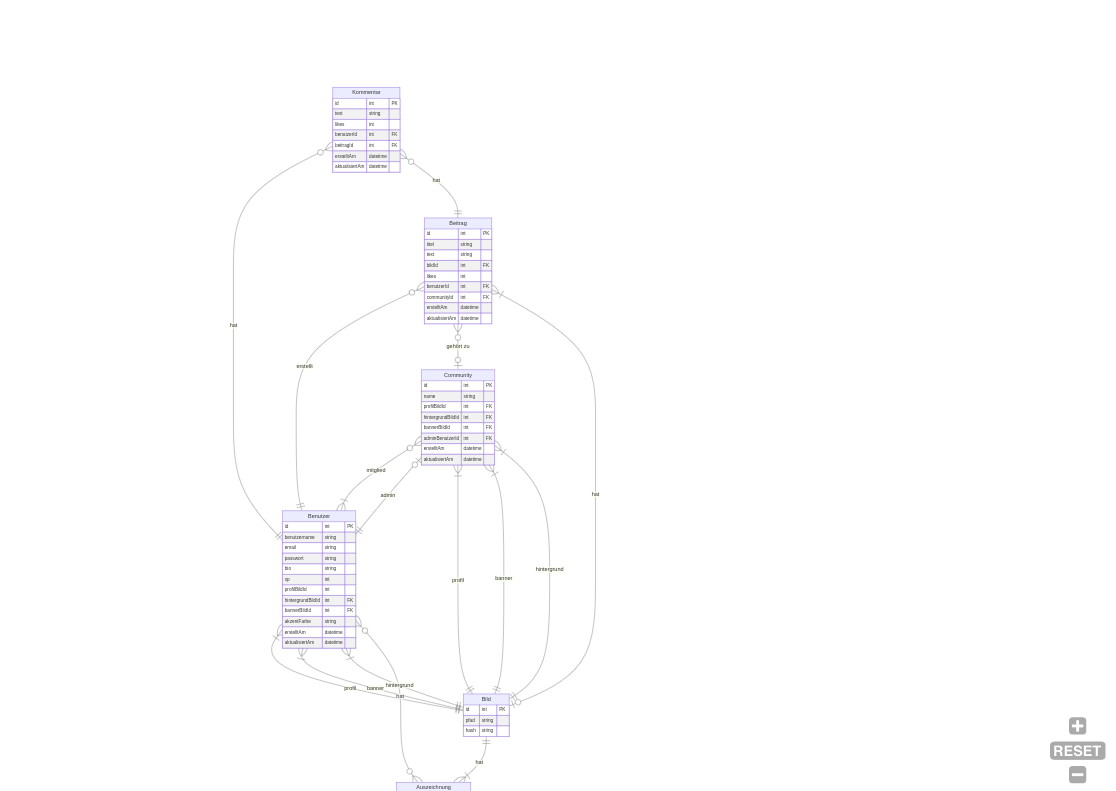 Kommentar
id int PK
text string
likes int
benutzerId int FK
beitragId int FK
erstelltAm datetime
aktualisiertAm datetime
hat
Beitrag
id int PK
titel string
text string
bildId int FK
likes int
benutzerId int FK
communityId int FK
erstelltAm datetime
aktualisiertAm datetime
hat
gehört zu
erstellt
Community
id int PK
name string
profilBildId int FK
hintergrundBildId int FK
bannerBildId int FK
adminBenutzerId int FK
erstelltAm datetime
aktualisiertAm datetime
mitglied
admin
hat
Benutzer
id int PK
benutzername string
email string
passwort string
bio string
xp int
profilBildId int
hintergrundBildId int FK
bannerBildId int FK
akzentFarbe string
erstelltAm datetime
aktualisiertAm datetime
profil
banner
hintergrund
profil
banner
hintergrund
hat
Bild
id int PK
pfad string
hash string
hat
Auszeichnung
RESET